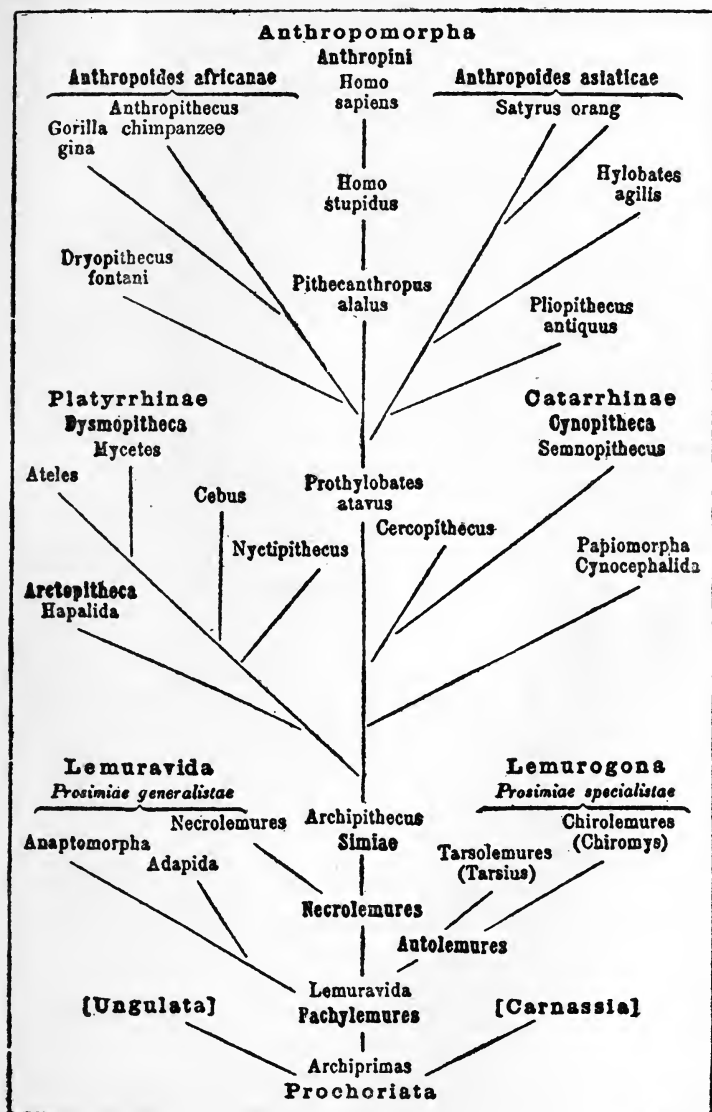 Anthropomorpha
Anthropini
Anthropoides africanae
Homo
sapiens
Anthropoides asiaticae
Anthropithecus
Gorilla chimpanzee
gina
Satyrus orang
Homo
stupidus
Hylobates
agilis
Dryopithecus
fontani
Pithecanthropus
alalus
Pliopithecus
antiquus
Platyrrhinae
Dysmopitheca
Mycetes
Catarrhinae
Cynopitheca
Semnopithecus
Ateles
Cebus
Prothylobates
atavus
Nyctipithecus
Cercopithecus
Papiomorpha
Cynocephalida
Arctopitheca
Hapalida
Lemuravida
Prosimiae generalistae
Lemurogona
Prosimiae specialistae
Necrolemures
Anaptomorpha
Adapida
Archipithecus
Simiae
Chirolemures
(Chiromys)
Tarsolemures
(Tarsius)
Necrolemures
Autolemures
Lemuravida
Pachylemures
[Ungulata]
[Carnassia]
Archiprimas
Prochoriata